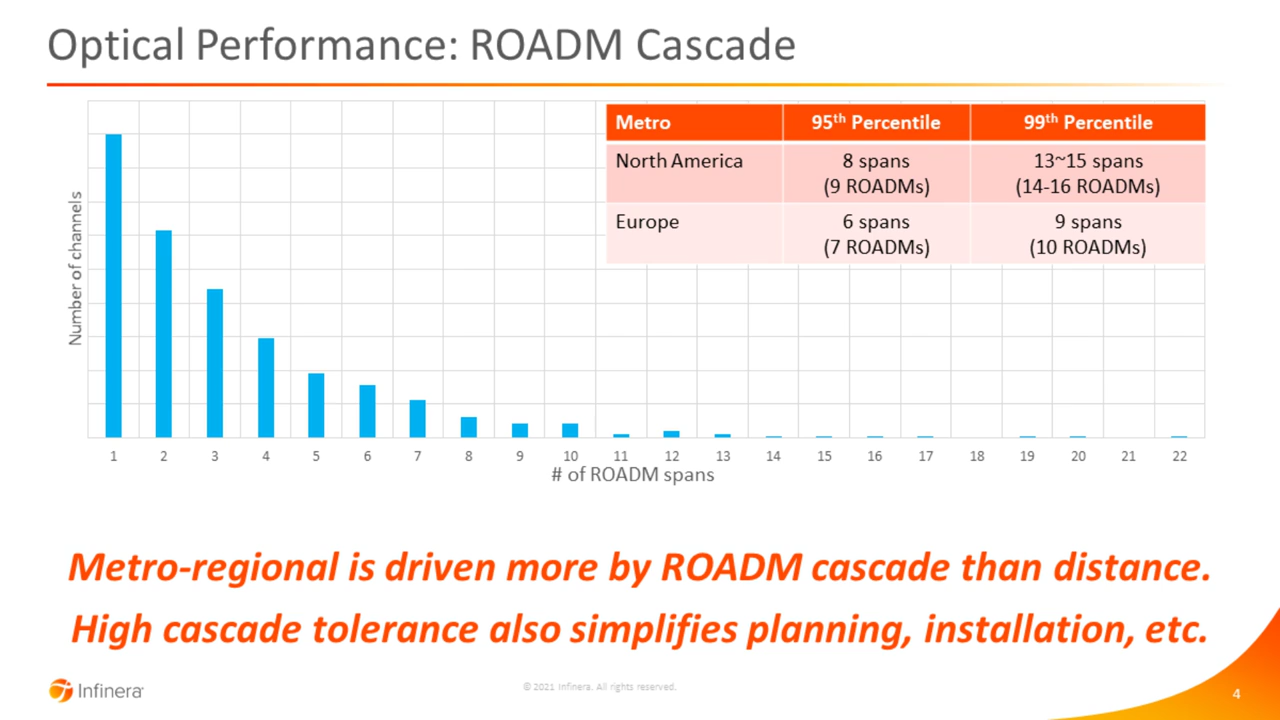 Optical Performance: ROADM Cascade
Metro 95th Percentile 99th Percentile
North America 8 spans 13~15 spans
(9 ROADMs) (14-16 ROADMs)
Europe 6 spans 9 spans
(7 ROADMs) (10 ROADMs)
Number of channels
1 2 3 4 5 6 7 8 9 10 11 12 13 14 15 16 17 18 19 20 21 22
# of ROADM spans
Metro-regional is driven more by ROADM cascade than distance.
High cascade tolerance also simplifies planning, installation, etc.
Infinera
© 2021 Infinera. All rights reserved.
4